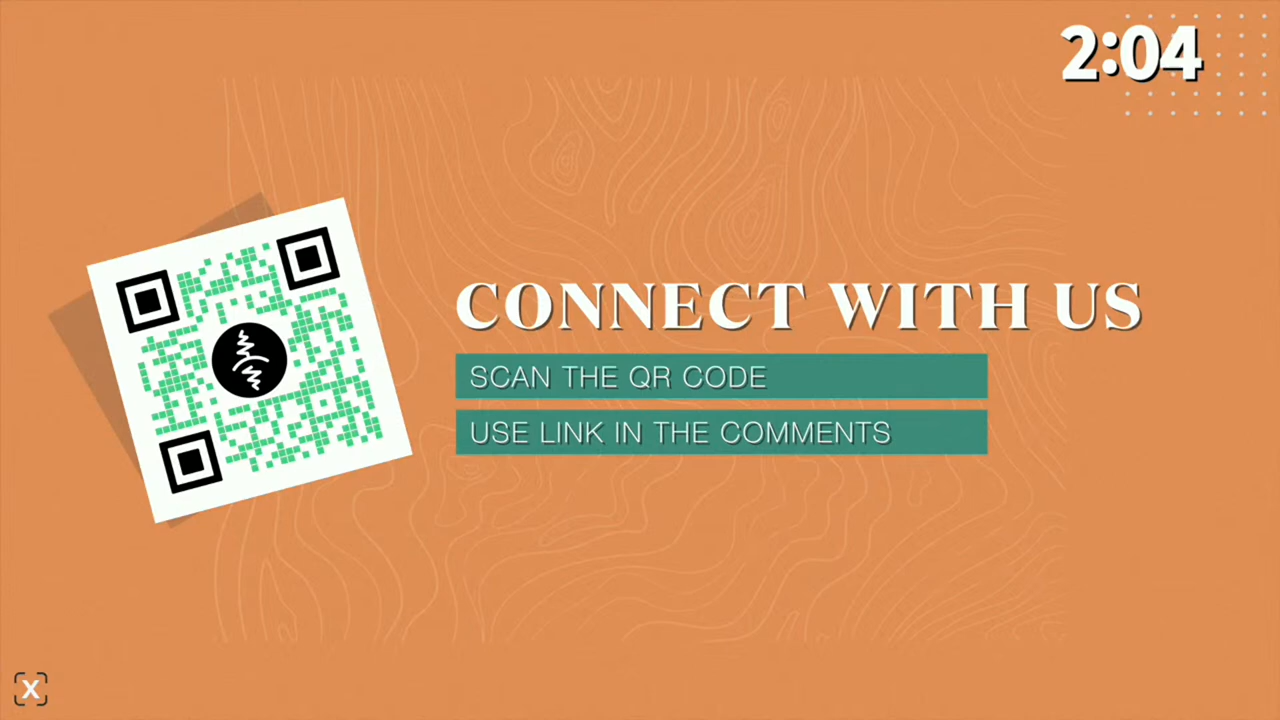 2:04
CONNECT WITH US
SCAN THE QR CODE
USE LINK IN THE COMMENTS
X